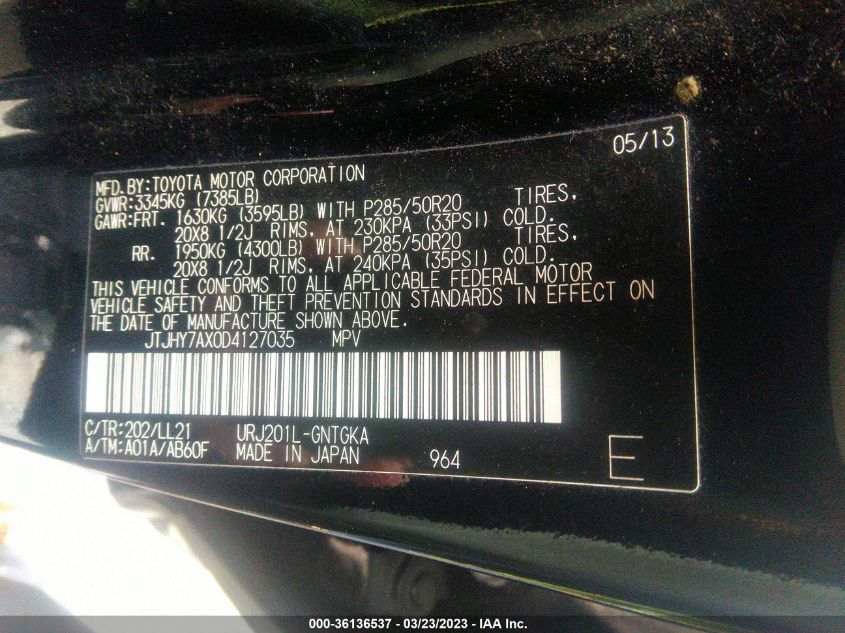 05/13
MFD.BY:TOYOTA MOTOR CORPORATION
GVWR:3345KG (7385LB)
GAWR:FRT. 1630KG (3595LB) WITH P285/50R20 TIRES,
20X8 1/2J RIMS, AT 230KPA (33PSI) COLD.
RR. 1950KG (4300LB) WITH P285/50R20 TIRES,
20X8 1/2J RIMS, AT 240KPA (35PSI) COLD.
THIS VEHICLE CONFORMS TO ALL APPLICABLE FEDERAL MOTOR
VEHICLE SAFETY AND THEFT PREVENTION STANDARDS IN EFFECT ON
THE DATE OF MANUFACTURE SHOWN ABOVE.
JTJHY7AX0D4127035 MPV
C/TR:202/LL21 URJ201L-GNTGKA
A/TM:A01A/AB60F MADE IN JAPAN 964
E
000-36136537 - 03/23/2023 - IAA Inc.